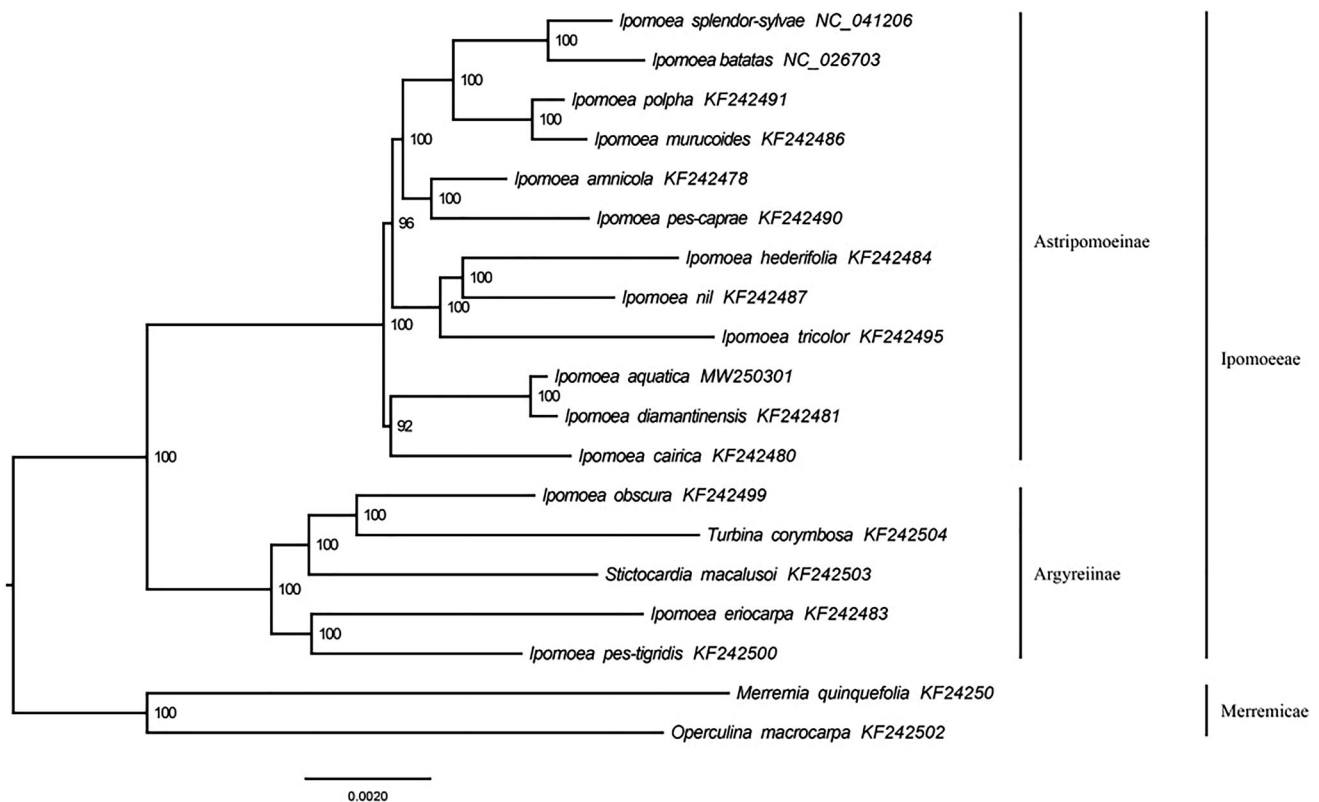 Ipomoea splendor-sylvae NC_041206
100
Ipomoea batatas NC_026703
100
Ipomoea polpha KF242491
100
Ipomoea murucoides KF242486
100
Ipomoea amnicola KF242478
100
Ipomoea pes-caprae KF242490
96
Astripomoeinae
Ipomoea hederifolia KF242484
100
Ipomoea nil KF242487
100
100
Ipomoea tricolor KF242495
Ipomoeeae
Ipomoea aquatica MW250301
100
Ipomoea diamantinensis KF242481
92
Ipomoea cairica KF242480
100
Ipomoea obscura KF242499
100
Turbina corymbosa KF242504
100
Stictocardia macalusoi KF242503
Argyreiinae
100
Ipomoea eriocarpa KF242483
100
Ipomoea pes-tigridis KF242500
Merremia quinquefolia KF24250
100
Merremicae
Operculina macrocarpa KF242502
0.0020